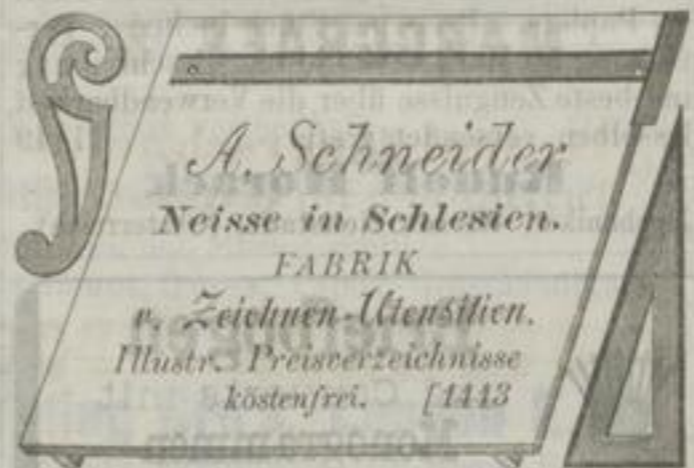 A. Schneider
Neisse in Schlesien.
FABRIK
v. Zeichnen-Utensilien.
Illustr. Preisverzeichnisse
kostenfrei. [1443